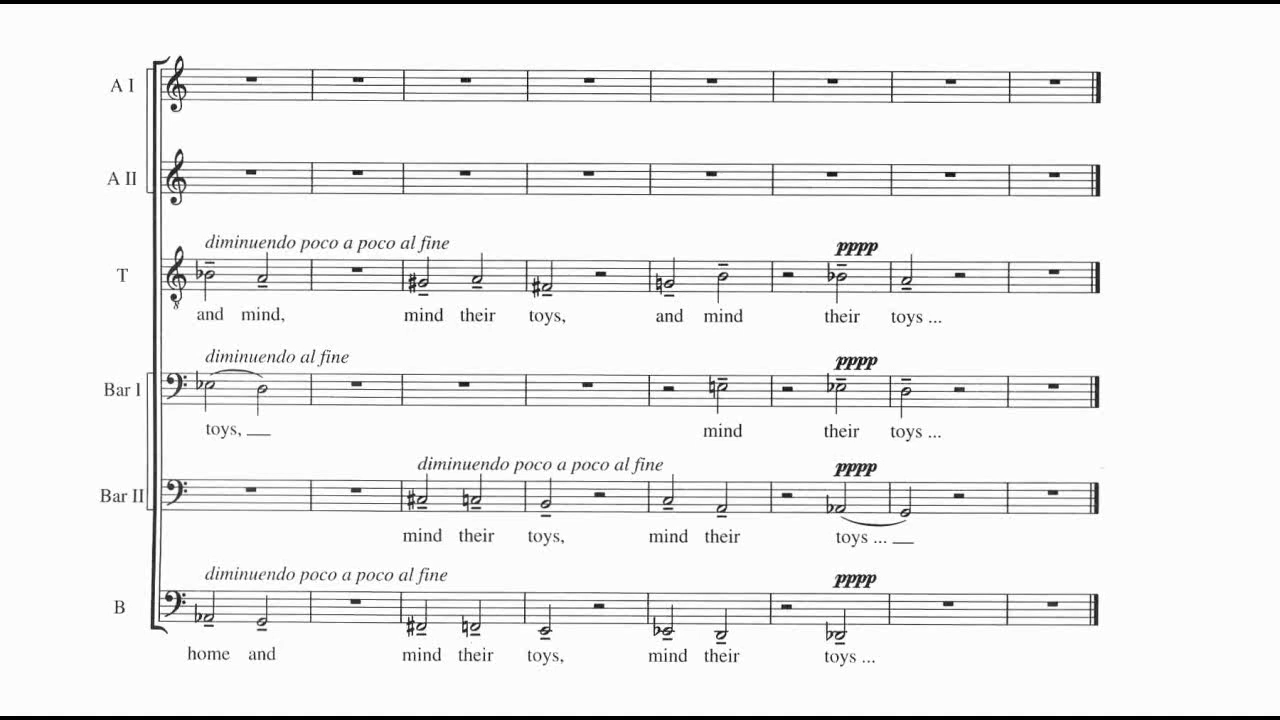 A I
A II
diminuendo poco a poco al fine
pppp
T
8
and mind, mind their toys, and mind their toys ...
diminuendo al fine
pppp
Bar I
toys, mind their toys ...
diminuendo poco a poco al fine
pppp
Bar II
mind their toys, mind their toys ...
diminuendo poco a poco al fine
pppp
B
home and mind their toys, mind their toys ...